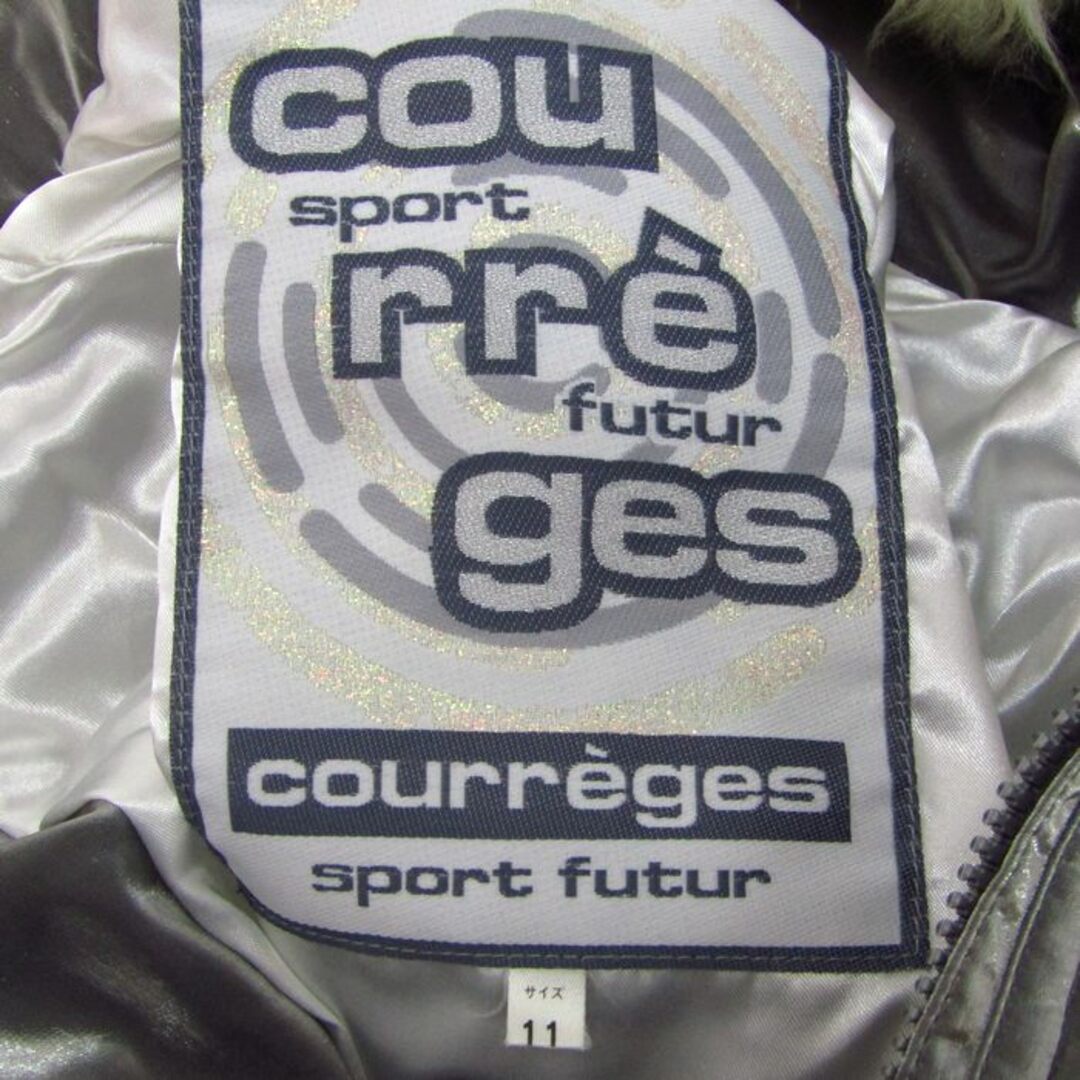 cou
sport
rrè
futur
ges
courrèges
sport futur
サイズ
11